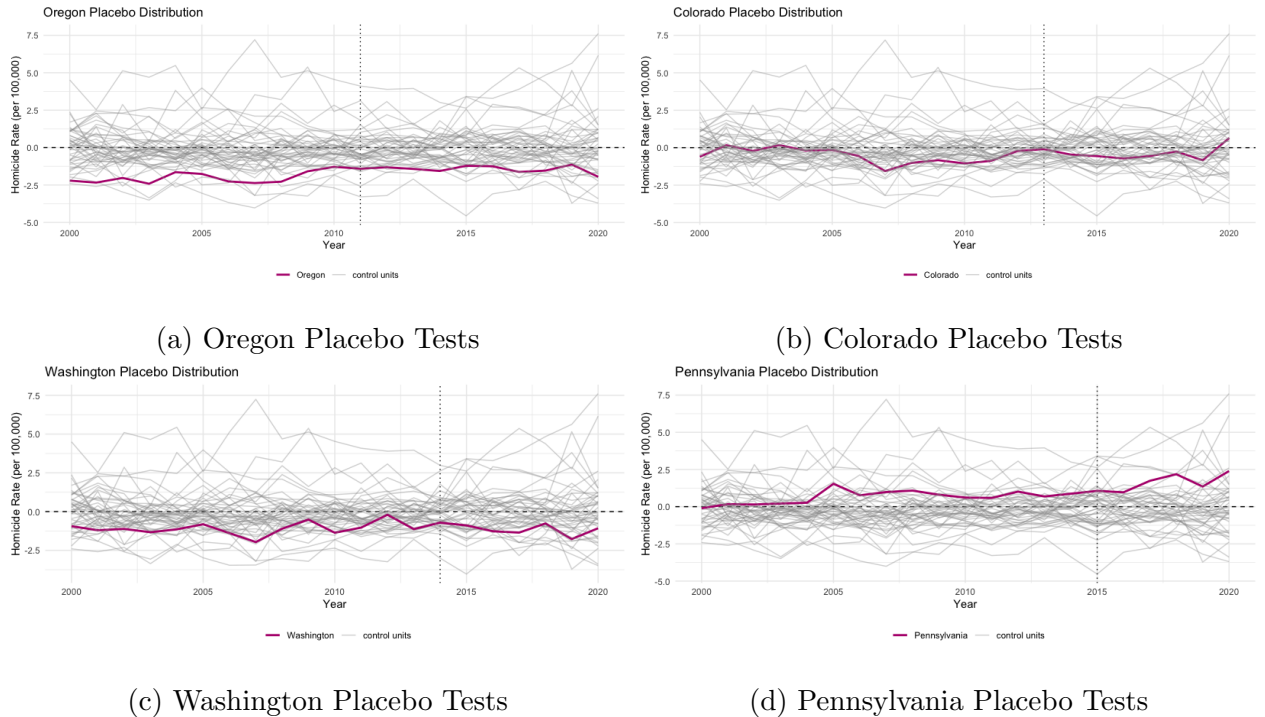 Oregon Placebo Distribution
Homicide Rate (per 100,000)
7.5
5.0
2.5
0.0
-2.5
-5.0
2000 2005 2010 2015 2020
Year
Oregon control units
(a) Oregon Placebo Tests
Colorado Placebo Distribution
Homicide Rate (per 100,000)
7.5
5.0
2.5
0.0
-2.5
-5.0
2000 2005 2010 2015 2020
Year
Colorado control units
(b) Colorado Placebo Tests
Washington Placebo Distribution
Homicide Rate (per 100,000)
7.5
5.0
2.5
0.0
-2.5
2000 2005 2010 2015 2020
Year
Washington control units
(c) Washington Placebo Tests
Pennsylvania Placebo Distribution
Homicide Rate (per 100,000)
7.5
5.0
2.5
0.0
-2.5
-5.0
2000 2005 2010 2015 2020
Year
Pennsylvania control units
(d) Pennsylvania Placebo Tests